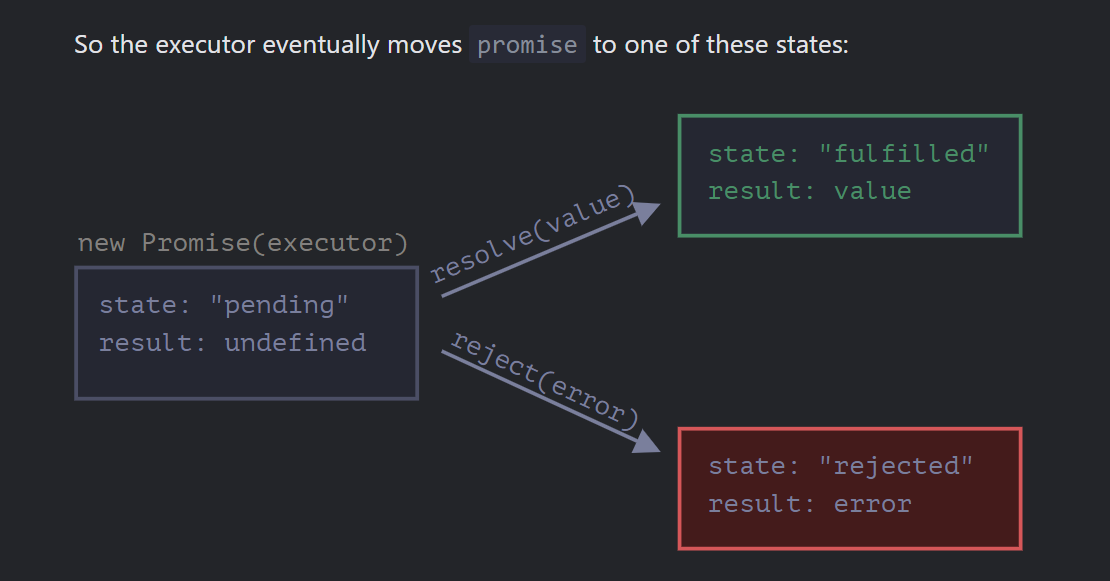 So the executor eventually moves promise to one of these states:
new Promise(executor)
state: "pending"
result: undefined
resolve(value)
reject(error)
state: "fulfilled"
result: value
state: "rejected"
result: error